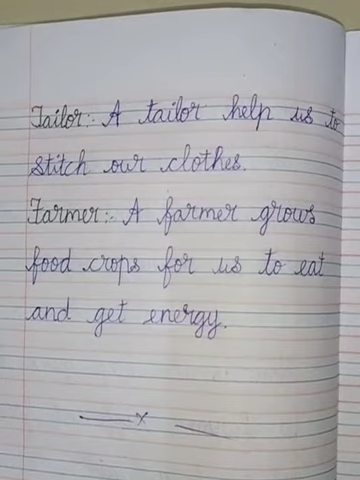 Tailor:- A tailor help us to
stitch our clothes.
Farmer:- A farmer grows
food crops for us to eat
and get energy.